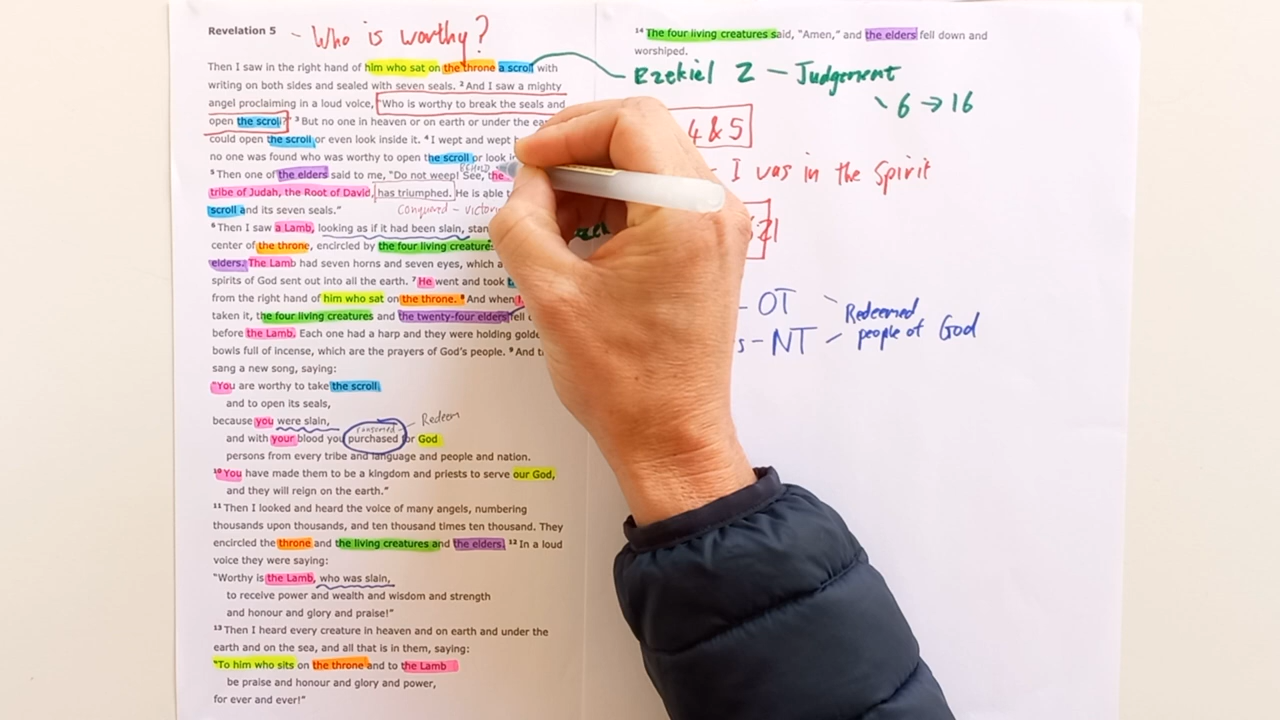 Revelation 5 - Who is worthy?
Then I saw in the right hand of him who sat on the throne a scroll with
writing on both sides and sealed with seven seals. 2 And I saw a mighty
angel proclaiming in a loud voice, "Who is worthy to break the seals and
open the scroll?" 3 But no one in heaven or on earth or under the
could open the scroll or even look inside it. 4 I wept and wept
no one was found who was worthy to open the scroll or look
BEHOLD
5 Then one of the elders said to me, "Do not weep! See, the
tribe of Judah, the Root of David, has triumphed. He is able
scroll and its seven seals."
Conquered - victory
6 Then I saw a Lamb, looking as if it had been slain,
center of the throne, encircled by the four living
elders. The Lamb had seven horns and seven eyes, which
spirits of God sent out into all the earth. 7 He went and took
from the right hand of him who sat on the throne. 8 And when
taken it, the four living creatures and the twenty-four elders fell
before the Lamb. Each one had a harp and they were holding
bowls full of incense, which are the prayers of God's people. 9 And
sang a new song, saying:
"You are worthy to take the scroll
and to open its seals,
because you were slain,
Redeem
and with your blood you purchased for God
persons from every tribe and language and people and nation.
10 You have made them to be a kingdom and priests to serve our God,
and they will reign on the earth."
11 Then I looked and heard the voice of many angels, numbering
thousands upon thousands, and ten thousand times ten thousand. They
encircled the throne and the living creatures and the elders. 12 In a loud
voice they were saying:
"Worthy is the Lamb, who was slain,
to receive power and wealth and wisdom and strength
and honour and glory and praise!"
13 Then I heard every creature in heaven and on earth and under the
earth and on the sea, and all that is in them, saying:
"To him who sits on the throne and to the Lamb
be praise and honour and glory and power,
for ever and ever!"
14 The four living creatures said, "Amen," and the elders fell down and
worshiped.
Ezekiel 2 - Judgement
6 → 16
4 & 5
- I was in the Spirit
21
- OT
- NT
Redeemed
people of God